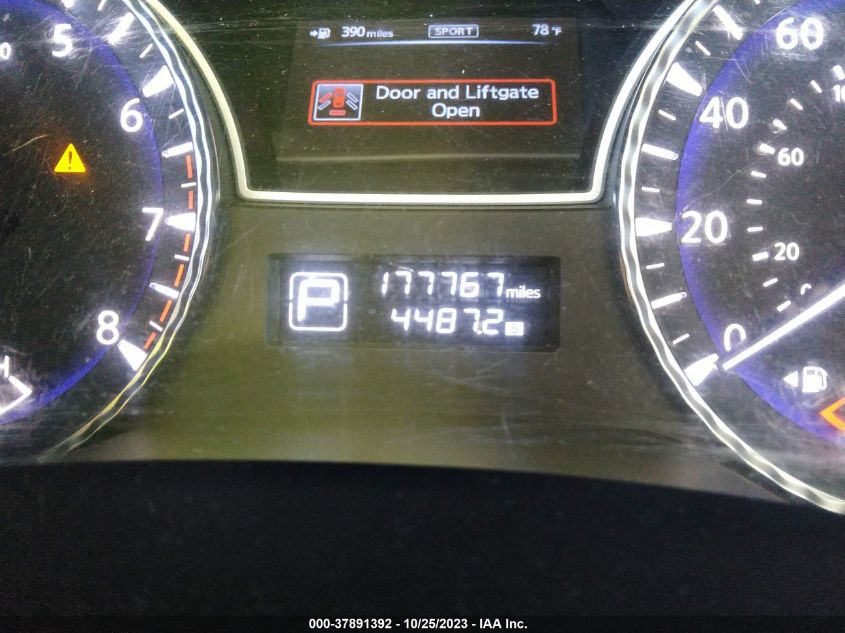 390 miles SPORT 78 °F
Door and Liftgate
Open
5
6
7
8
H
60
40
20
0
60
20
0
P
177767 miles
4487.2 B
000-37891392 - 10/25/2023 - IAA Inc.